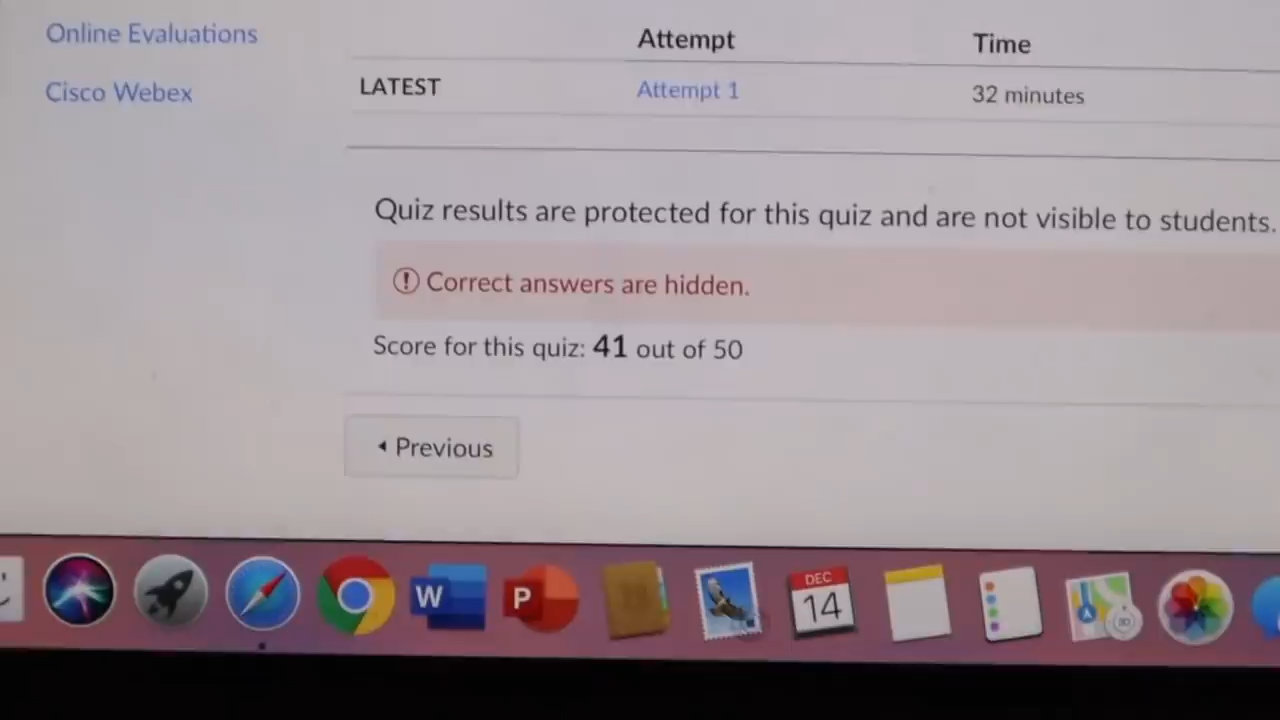 Online Evaluations
Cisco Webex
Attempt Time
LATEST Attempt 1 32 minutes
Quiz results are protected for this quiz and are not visible to students.
Correct answers are hidden.
Score for this quiz: 41 out of 50
Previous
W
P
DEC
14
3D